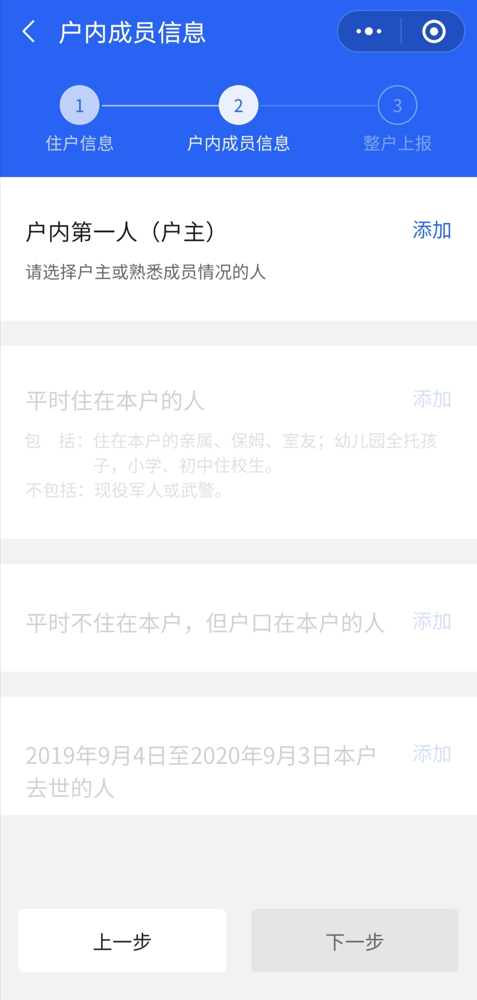 户内成员信息
1
2
3
住户信息
户内成员信息
整户上报
户内第一人（户主）
添加
请选择户主或熟悉成员情况的人
平时住在本户的人
添加
包 括：住在本户的亲属、保姆、室友；幼儿园全托孩
子，小学、初中住校生。
不包括：现役军人或武警。
平时不住在本户，但户口在本户的人
添加
2019年9月4日至2020年9月3日本户
添加
去世的人
上一步
下一步